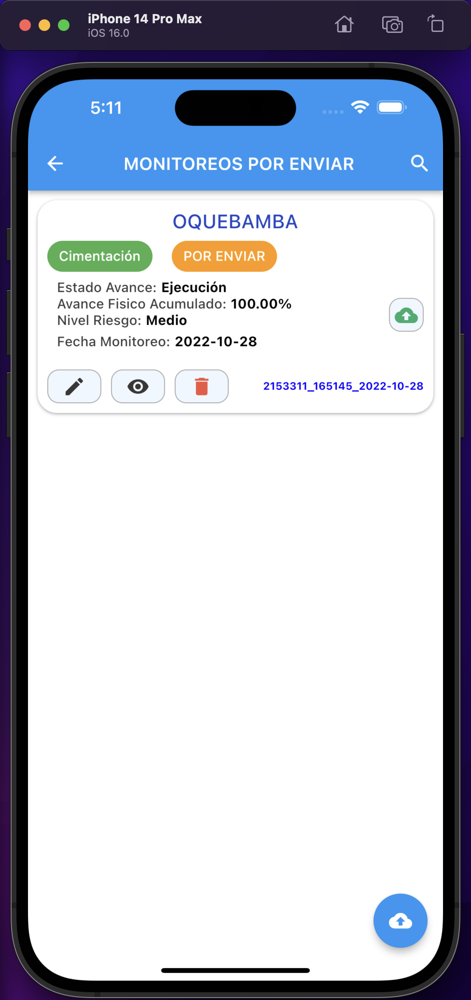 iPhone 14 Pro Max
iOS 16.0
5:11
MONITOREOS POR ENVIAR
OQUEBAMBA
Cimentación
POR ENVIAR
Estado Avance: Ejecución
Avance Fisico Acumulado: 100.00%
Nivel Riesgo: Medio
Fecha Monitoreo: 2022-10-28
2153311_165145_2022-10-28